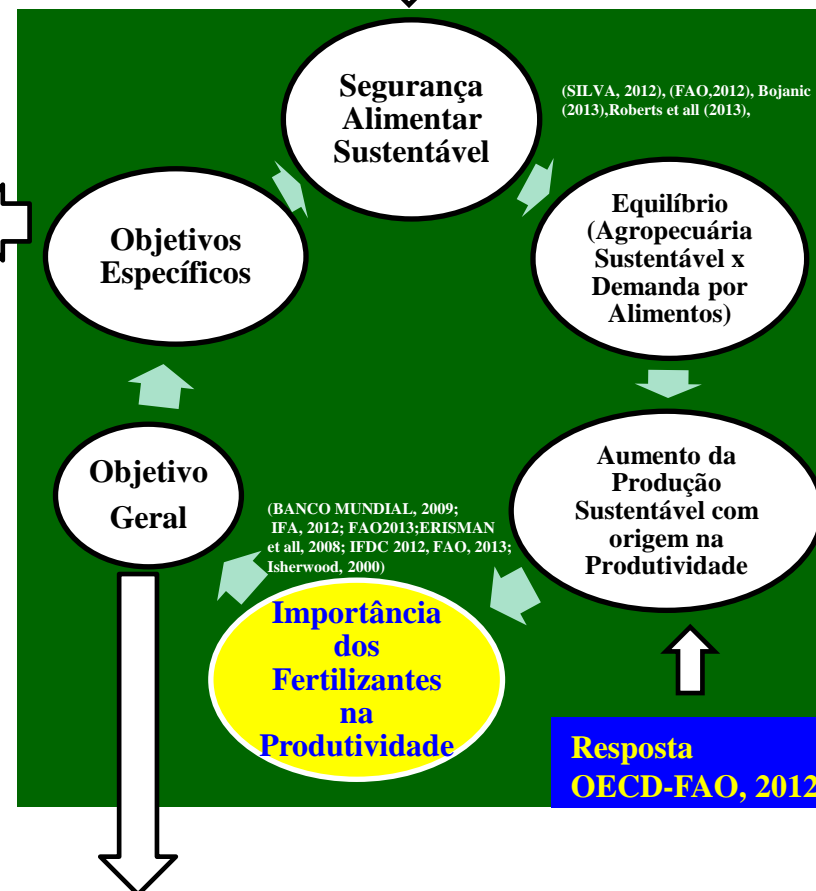 Segurança
Alimentar
Sustentável
(SILVA, 2012), (FAO,2012), Bojanic
(2013),Roberts et all (2013),
Equilíbrio
(Agropecuária
Sustentável x
Demanda por
Alimentos)
Aumento da
Produção
Sustentável com
origem na
Produtividade
Resposta
OECD-FAO, 2012
(BANCO MUNDIAL, 2009;
IFA, 2012; FAO2013;ERISMAN
et all, 2008; IFDC 2012, FAO, 2013;
Isherwood, 2000)
Importância
dos
Fertilizantes
na
Produtividade
Objetivo
Geral
Objetivos
Específicos